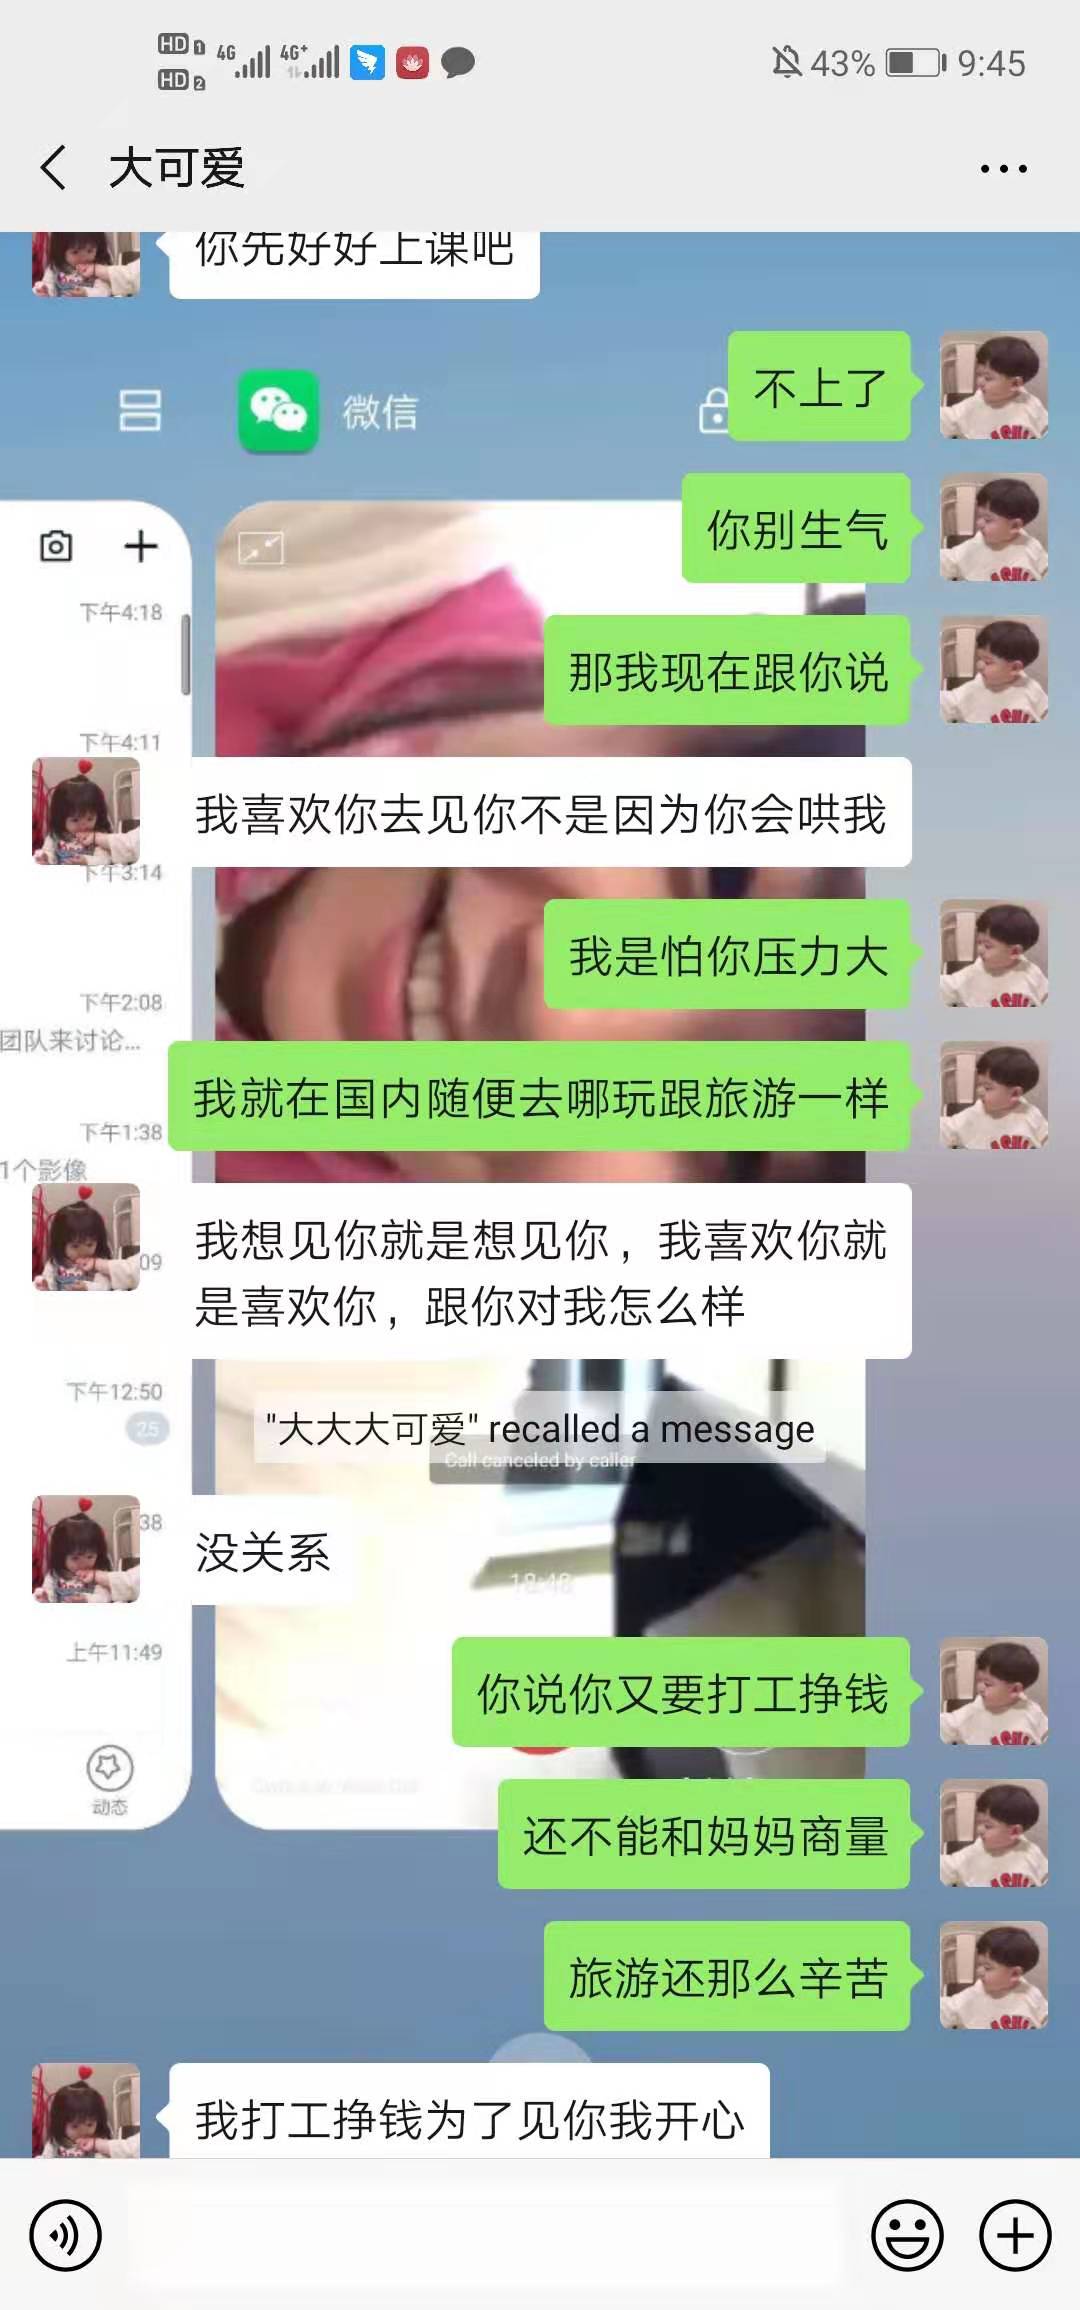 HD 1 4G 4G+ 43% 9:45
HD 2
大可爱
你先好好上课吧
不上了
微信
你别生气
下午4:18
那我现在跟你说
下午4:11
我喜欢你去见你不是因为你会哄我
下午3:14
我是怕你压力大
下午2:08
团队来讨论...
我就在国内随便去哪玩跟旅游一样
下午1:38
1个影像
我想见你就是想见你，我喜欢你就
09
是喜欢你，跟你对我怎么样
下午12:50
25
"大大大可爱" recalled a message
Call canceled by caller
38
没关系
18:48
上午11:49
你说你又要打工挣钱
动态
还不能和妈妈商量
旅游还那么辛苦
我打工挣钱为了见你我开心